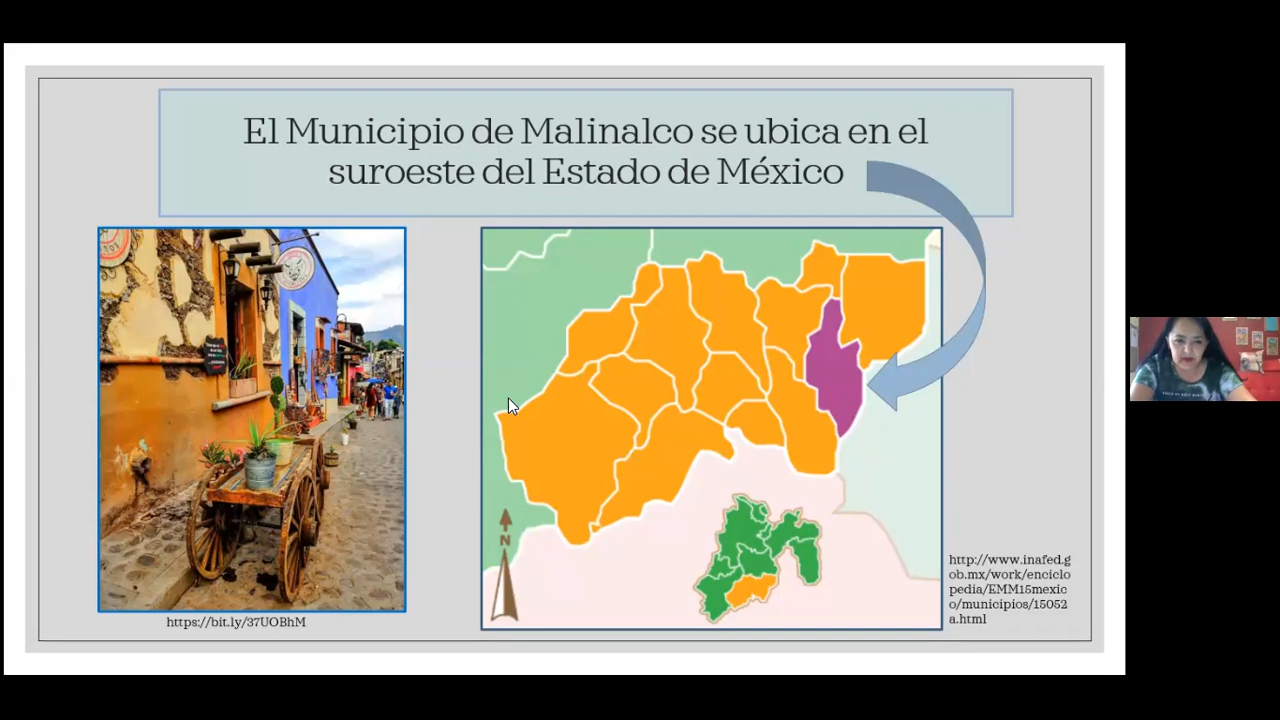 El Municipio de Malinalco se ubica en el
suroeste del Estado de México
N
https://bit.ly/37UOBhM
http://www.inafed.g
ob.mx/work/enciclo
pedia/EMM15mexic
o/municipios/15052
a.html